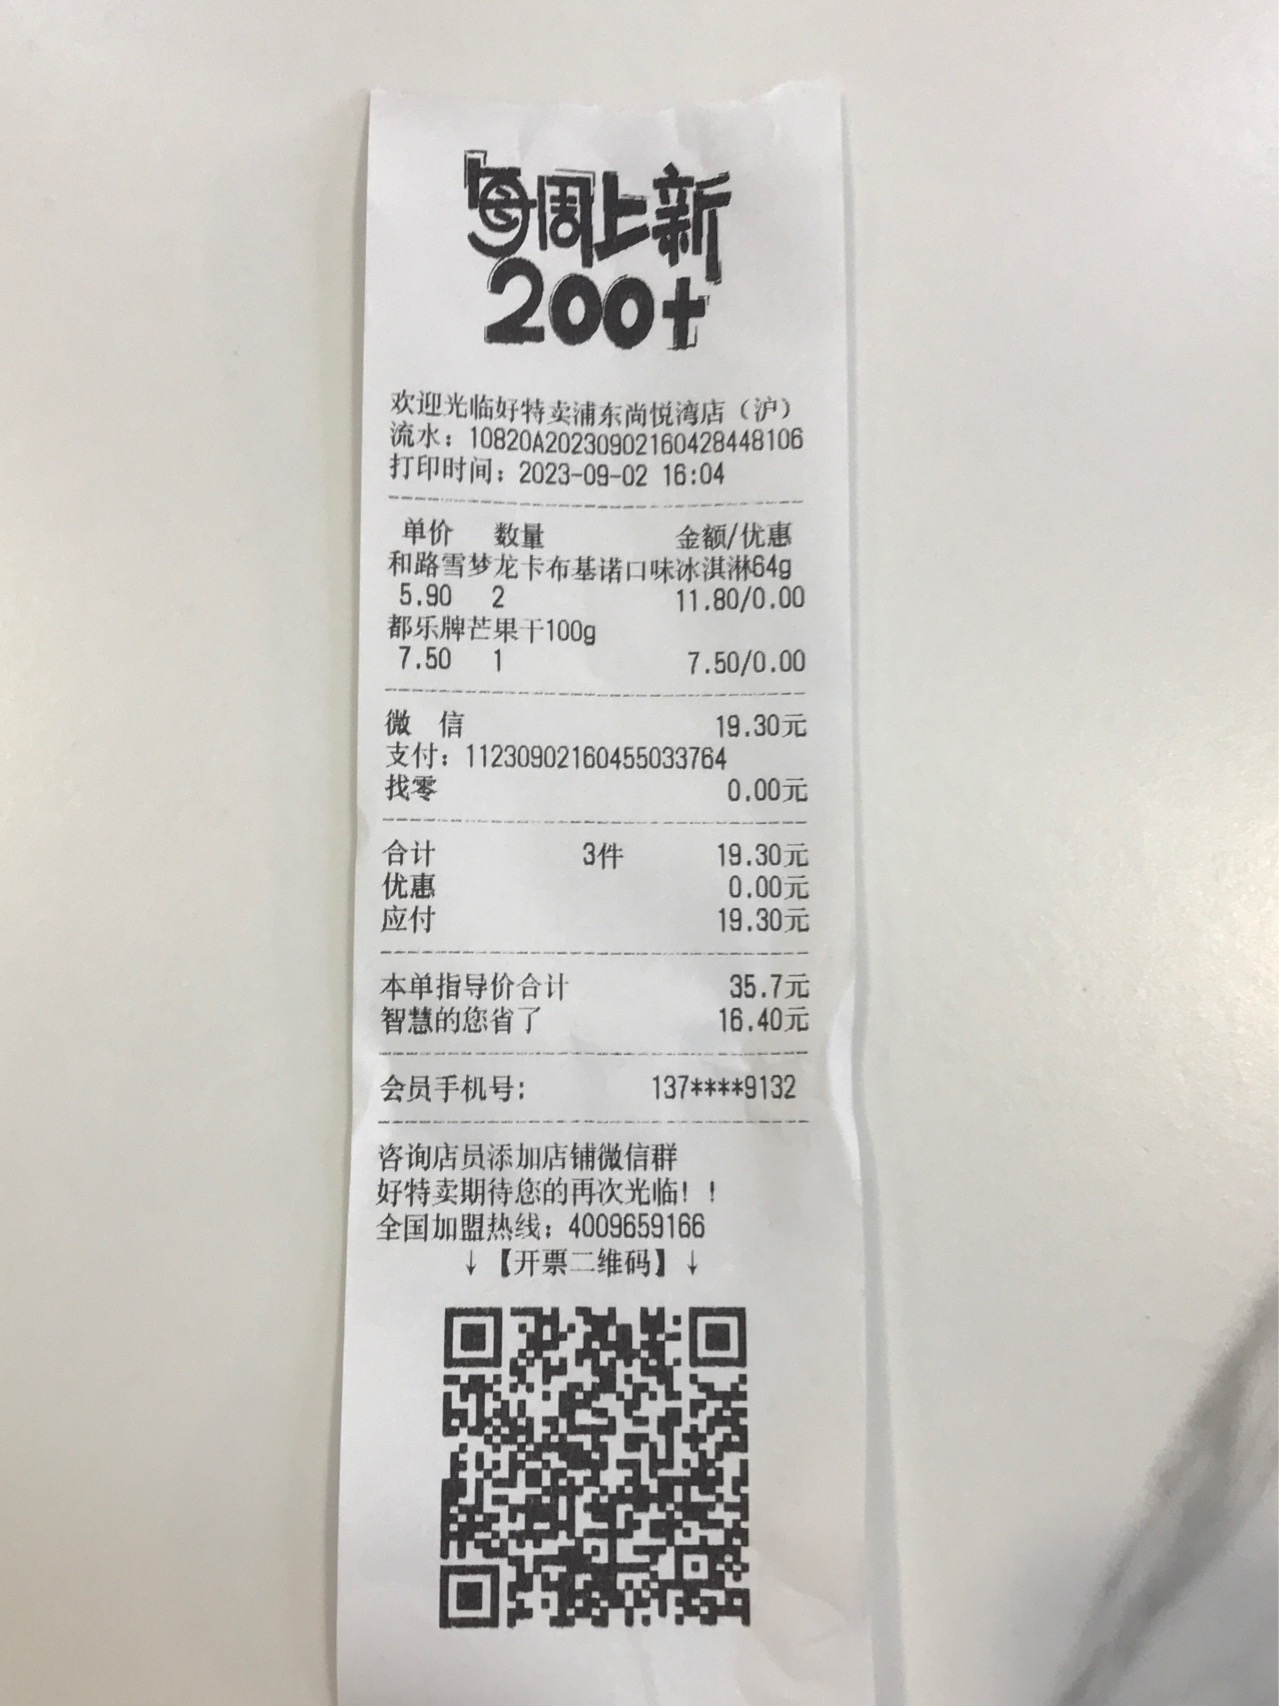 每周上新
200+
欢迎光临好特卖浦东尚悦湾店（沪）
流水：10820A20230902160428448106
打印时间：2023-09-02 16:04
单价 数量 金额/优惠
和路雪梦龙卡布基诺口味冰淇淋64g
5.90 2 11.80/0.00
都乐牌芒果干100g
7.50 1 7.50/0.00
微 信 19.30元
支付：11230902160455033764
找零 0.00元
合计 3件 19.30元
优惠 0.00元
应付 19.30元
本单指导价合计 35.7元
智慧的您省了 16.40元
会员手机号： 137****9132
咨询店员添加店铺微信群
好特卖期待您的再次光临！！
全国加盟热线：4009659166
↓【开票二维码】↓